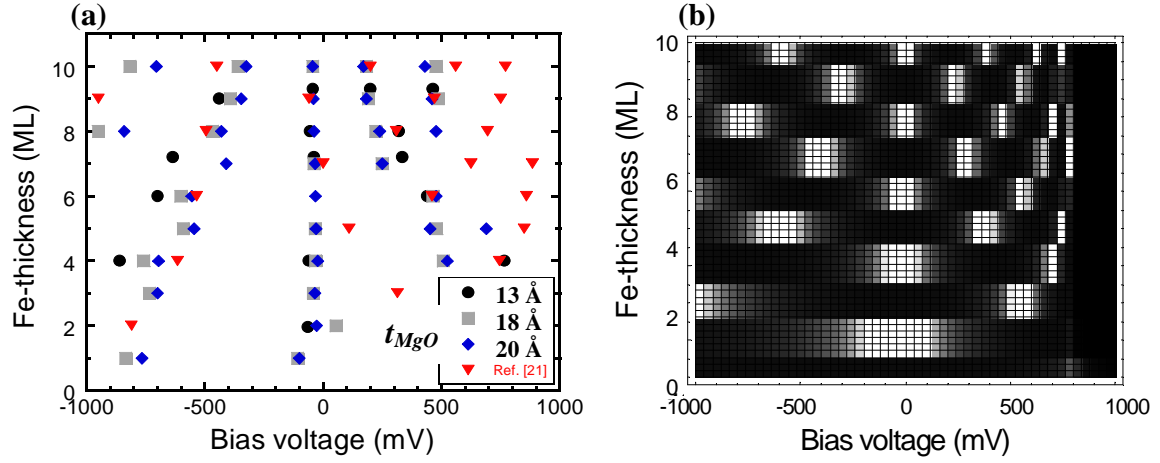 (a)
(b)
Fe-thickness (ML)
10
8
6
4
2
0
-1000
-500
0
500
1000
Bias voltage (mV)
t_MgO
13 Å
18 Å
20 Å
Ref. [21]
Fe-thickness (ML)
10
8
6
4
2
0
-1000
-500
0
500
1000
Bias voltage (mV)